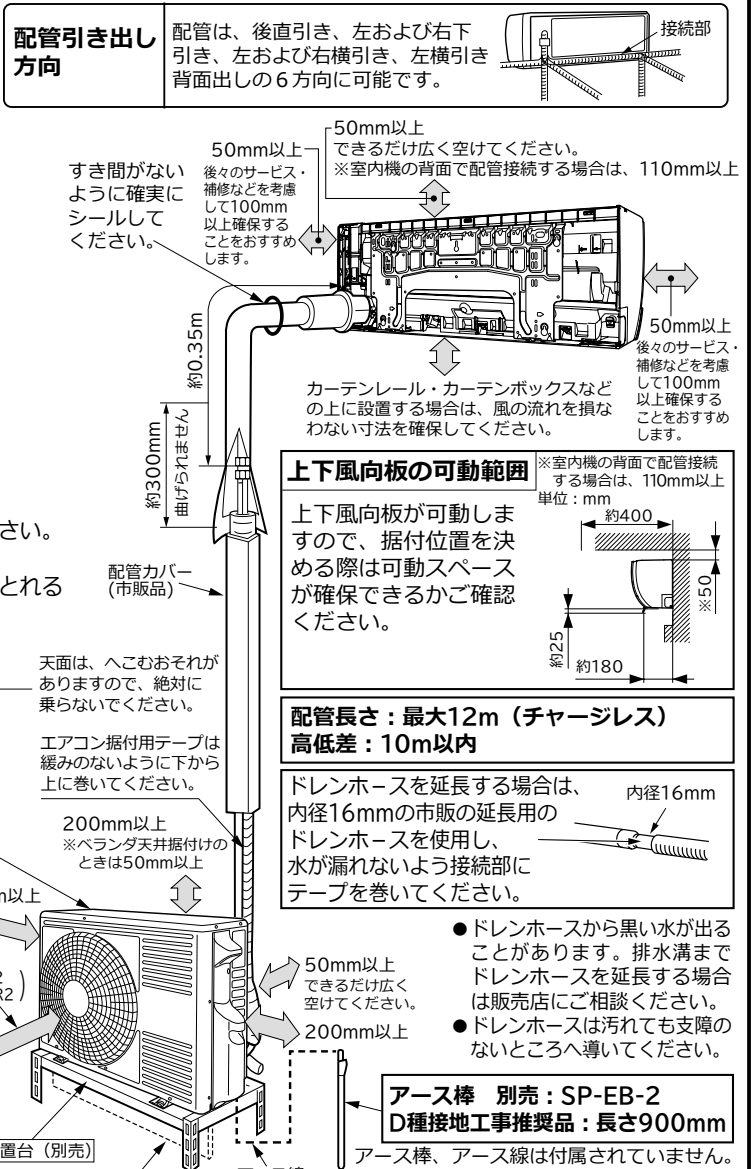 配管引き出し
方向
配管は、後直引き、左および右下
引き、左および右横引き、左横引き
背面出しの6方向に可能です。
接続部
50mm以上
できるだけ広く空けてください。
※室内機の背面で配管接続する場合は、110mm以上
50mm以上
後々のサービス・
補修などを考慮
して100mm
以上確保する
ことをおすすめ
します。
すき間がない
ように確実に
シールして
ください。
50mm以上
後々のサービス・
補修などを考慮
して100mm
以上確保する
ことをおすすめ
します。
約0.35m
約300mm
曲げられません
カーテンレール・カーテンボックスなど
の上に設置する場合は、風の流れを損な
わない寸法を確保してください。
上下風向板の可動範囲
※室内機の背面で配管接続
する場合は、110mm以上
単位：mm
上下風向板が可動しま
すので、据付位置を決
める際は可動スペース
が確保できるかご確認
ください。
約400
※50
約25
約180
さい。
とれる
配管カバー
(市販品)
天面は、へこむおそれが
ありますので、絶対に
乗らないでください。
エアコン据付用テープは
緩みのないように下から
上に巻いてください。
配管長さ：最大12m（チャージレス）
高低差：10m以内
ドレンホースを延長する場合は、
内径16mmの市販の延長用の
ドレンホースを使用し、
水が漏れないよう接続部に
テープを巻いてください。
内径16mm
200mm以上
※ベランダ天井据付けの
ときは50mm以上
m以上
50mm以上
できるだけ広く
空けてください。
200mm以上
●ドレンホースから黒い水が出る
ことがあります。排水溝まで
ドレンホースを延長する場合
は販売店にご相談ください。
●ドレンホースは汚れても支障の
ないところへ導いてください。
アース棒　別売：SP-EB-2
D種接地工事推奨品：長さ900mm
アース棒、アース線は付属されていません。
置台（別売）